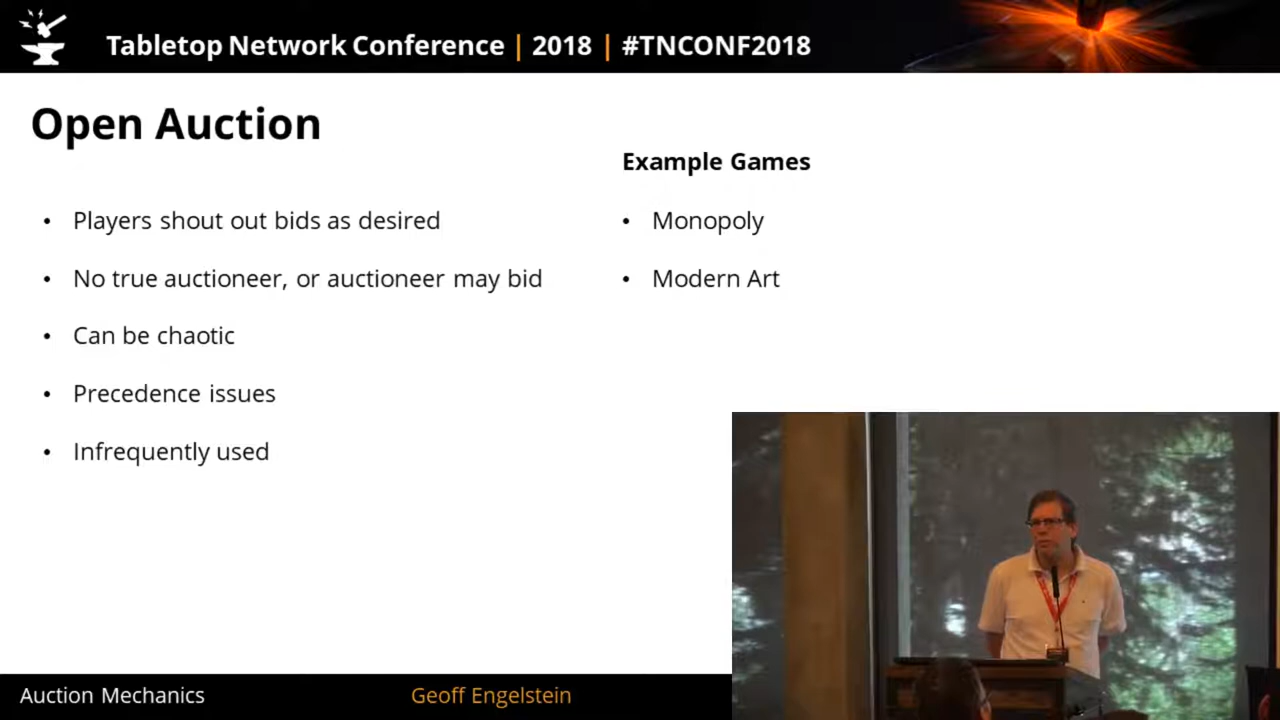 Tabletop Network Conference | 2018 | #TNCONF2018
Open Auction
• Players shout out bids as desired
• No true auctioneer, or auctioneer may bid
• Can be chaotic
• Precedence issues
• Infrequently used
Example Games
• Monopoly
• Modern Art
Auction Mechanics
Geoff Engelstein